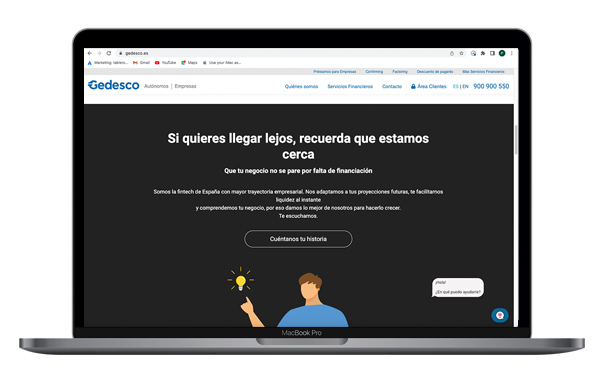 gedesco.es
Marketing: tablero... Gmail YouTube Maps Use your iMac as...
Préstamos para Empresas Confirming Factoring Descuento de pagarés Más Servicios Financieros
Gedesco Autónomos | Empresas Quiénes somos Servicios Financieros Contacto Área Clientes ES | EN 900 900 550
Si quieres llegar lejos, recuerda que estamos
cerca
Que tu negocio no se pare por falta de financiación
Somos la fintech de España con mayor trayectoria empresarial. Nos adaptamos a tus proyecciones futuras, te facilitamos
liquidez al instante
y comprendemos tu negocio, por eso damos lo mejor de nosotros para hacerlo crecer.
Te escuchamos.
Cuéntanos tu historia
¡Hola!
¿En qué puedo ayudarte?
MacBook Pro